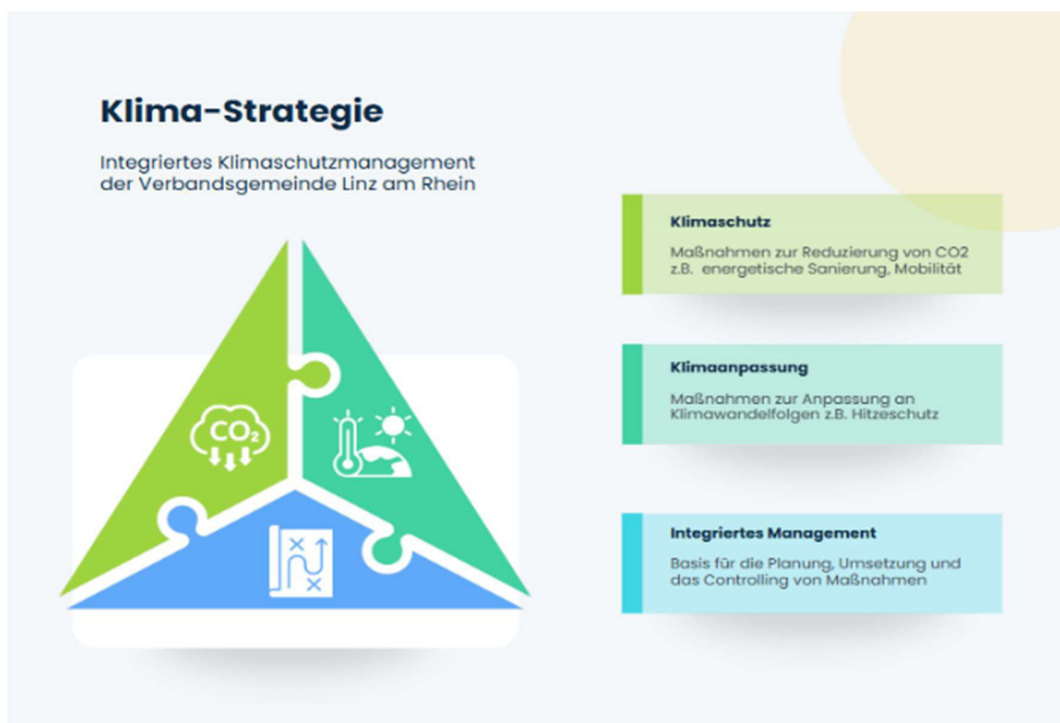 Klima-Strategie
Integriertes Klimaschutzmanagement
der Verbandsgemeinde Linz am Rhein
CO₂
Klimaschutz
Maßnahmen zur Reduzierung von CO2
z.B. energetische Sanierung, Mobilität
Klimaanpassung
Maßnahmen zur Anpassung an
Klimawandelfolgen z.B. Hitzeschutz
Integriertes Management
Basis für die Planung, Umsetzung und
das Controlling von Maßnahmen